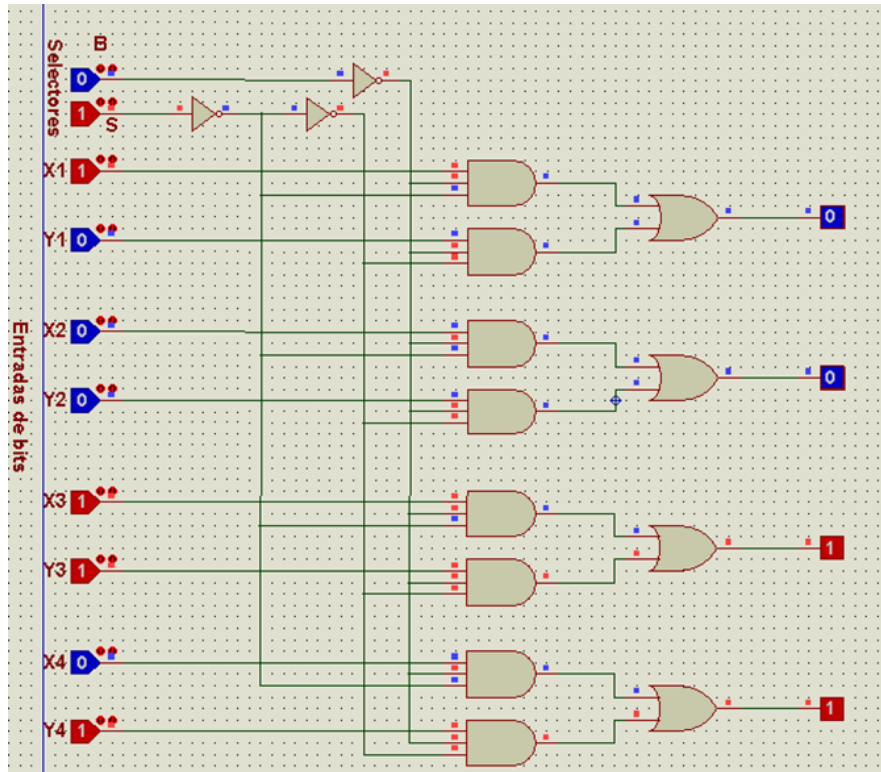 Selectores
B
0
1
S
Entradas de bits
X1 1
Y1 0
0
X2 0
Y2 0
0
X3 1
Y3 1
1
X4 0
Y4 1
1